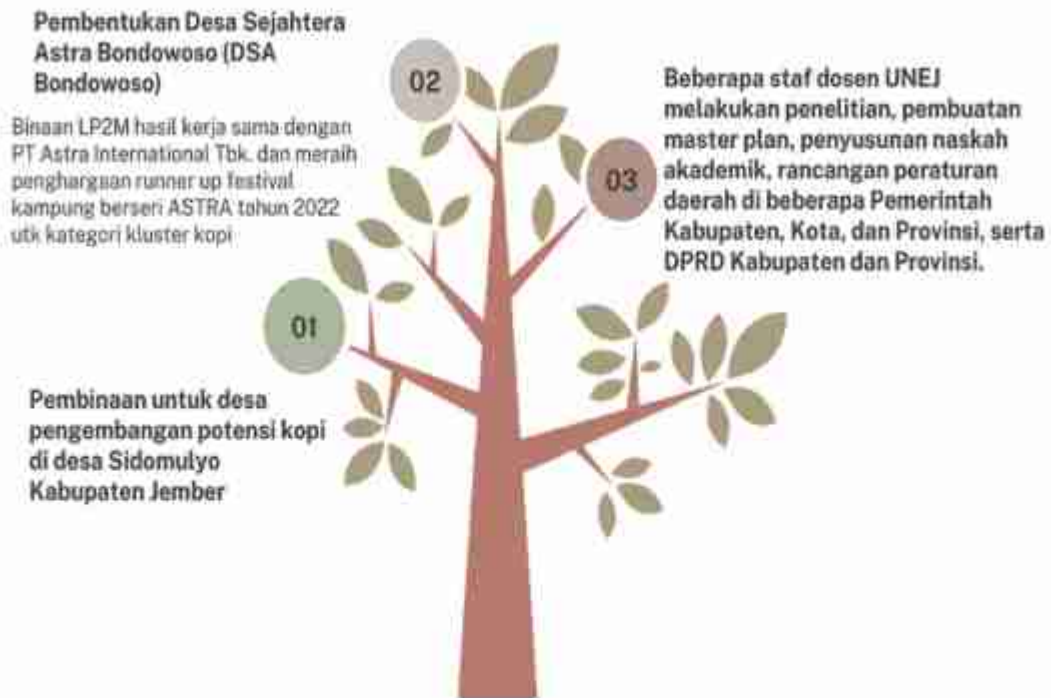 Pembentukan Desa Sejahtera
Astra Bondowoso (DSA
Bondowoso)
Binaan LP2M hasil kerja sama dengan
PT Astra International Tbk. dan meraih
penghargaan runner up festival
kampung berseri ASTRA tahun 2022
utk kategori kluster kopi
02
Beberapa staf dosen UNEJ
melakukan penelitian, pembuatan
master plan, penyusunan naskah
akademik, rancangan peraturan
daerah di beberapa Pemerintah
Kabupaten, Kota, dan Provinsi, serta
DPRD Kabupaten dan Provinsi.
03
01
Pembinaan untuk desa
pengembangan potensi kopi
di desa Sidomulyo
Kabupaten Jember